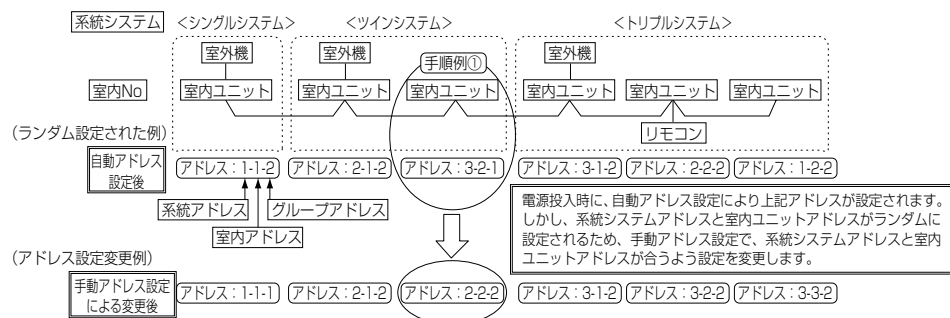 系統システム
<シングルシステム>
<ツインシステム>
<トリプルシステム>
室外機
室外機
手順例①
室外機
室内No
室内ユニット
室内ユニット
室内ユニット
室内ユニット
室内ユニット
室内ユニット
リモコン
(ランダム設定された例)
自動アドレス
設定後
アドレス：1-1-2
アドレス：2-1-2
アドレス：3-2-1
アドレス：3-1-2
アドレス：2-2-2
アドレス：1-2-2
系統アドレス
グループアドレス
室内アドレス
電源投入時に、自動アドレス設定により上記アドレスが設定されます。
しかし、系統システムアドレスと室内ユニットアドレスがランダムに
設定されるため、手動アドレス設定で、系統システムアドレスと室内
ユニットアドレスが合うよう設定を変更します。
(アドレス設定変更例)
手動アドレス設定
による変更後
アドレス：1-1-1
アドレス：2-1-2
アドレス：2-2-2
アドレス：3-1-2
アドレス：3-2-2
アドレス：3-3-2